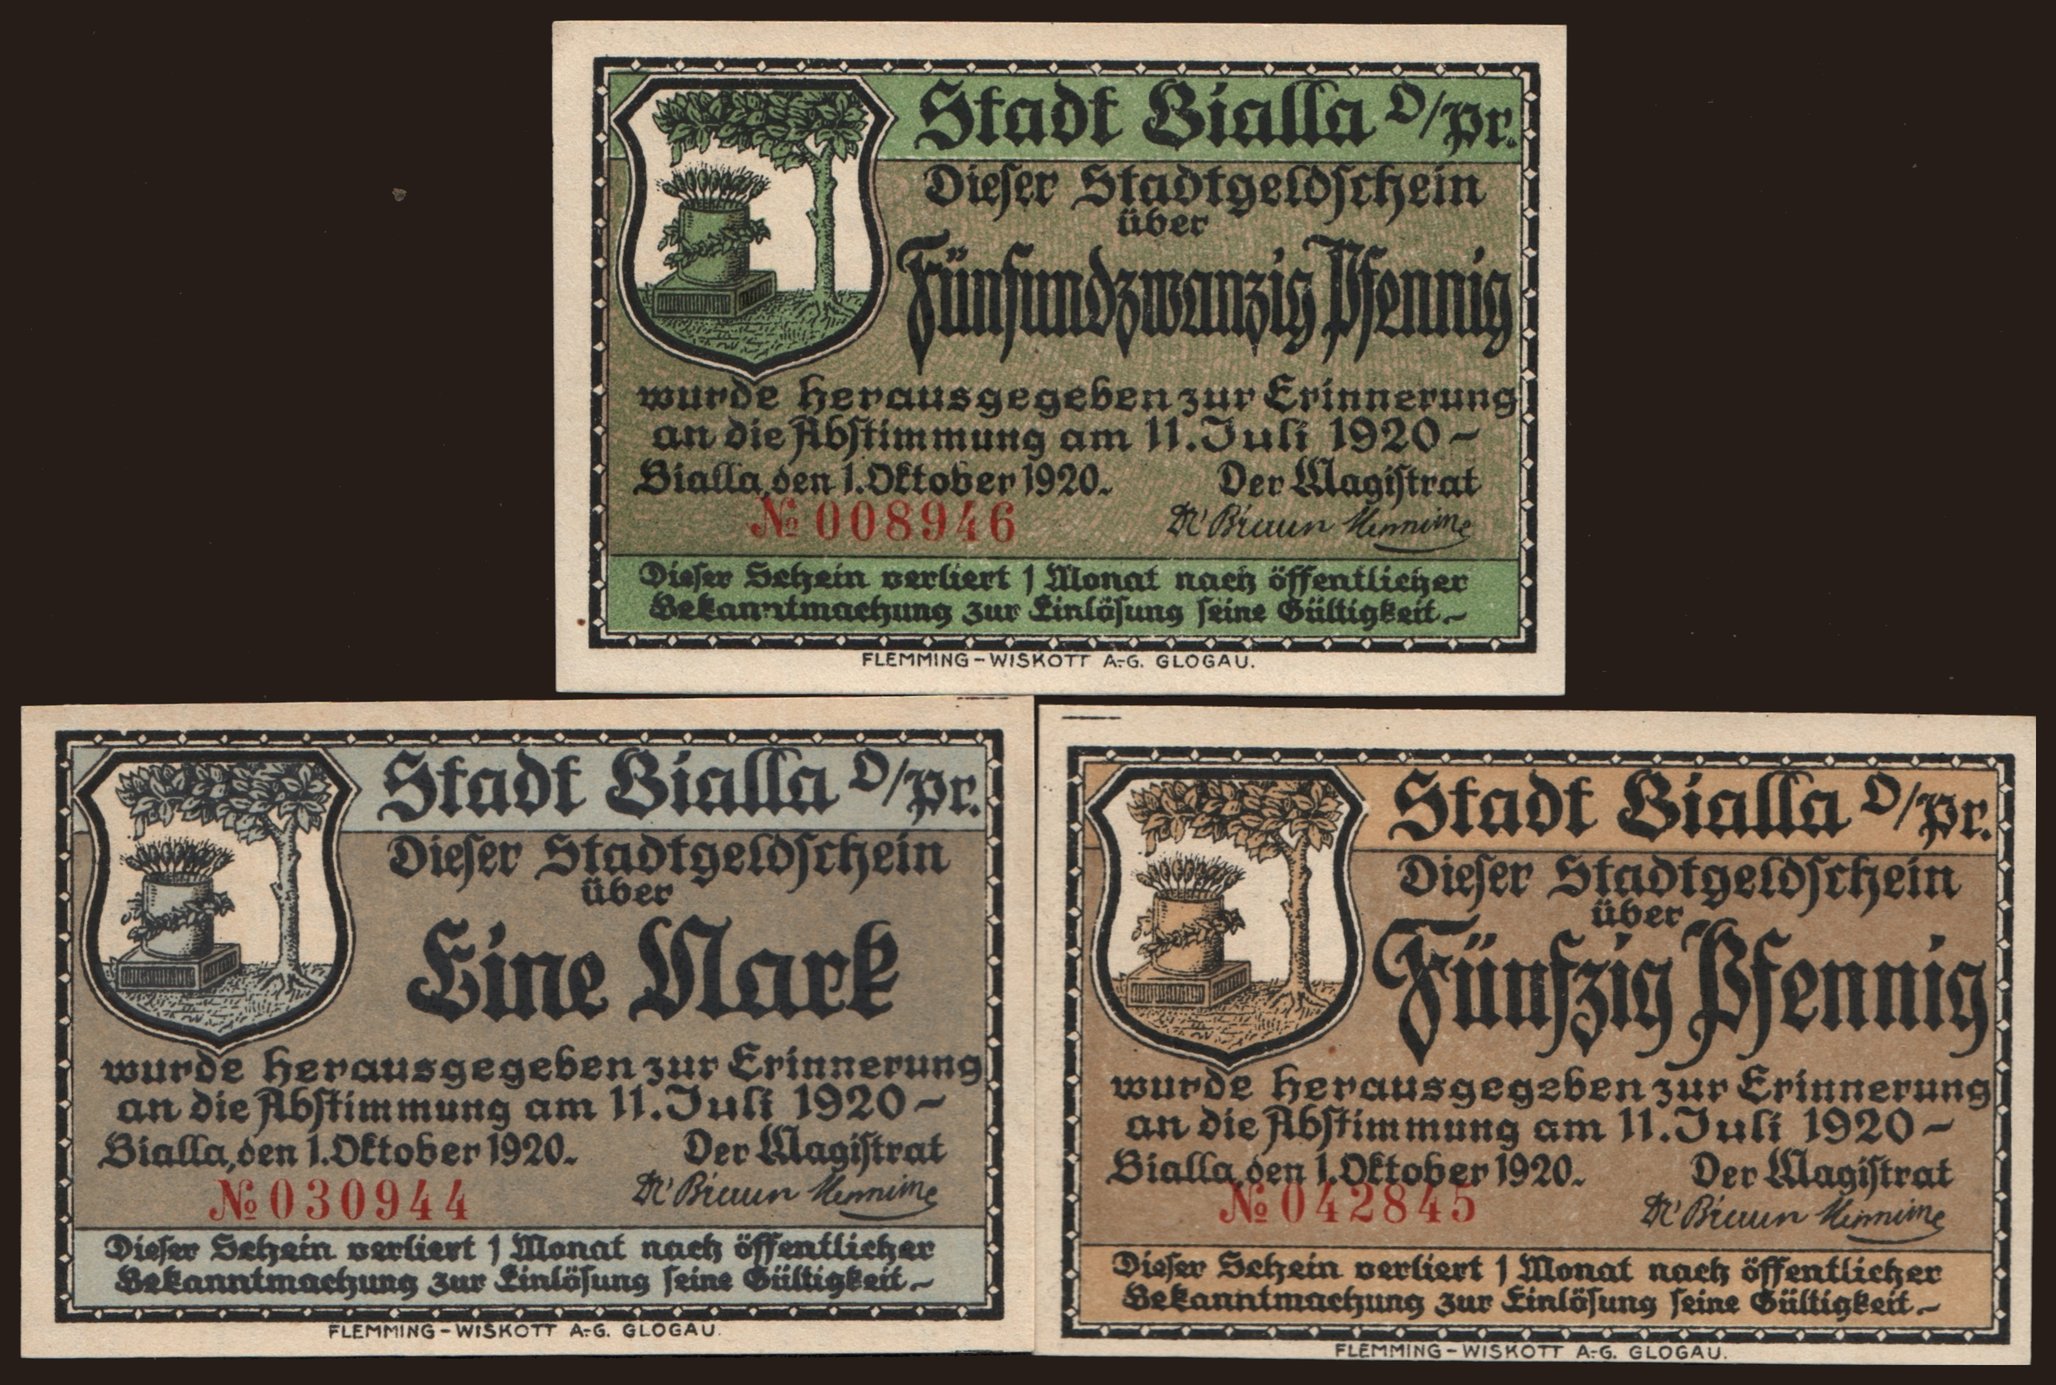 Stadt Bialla O/Pr.
Dieser Stadtgeldschein
über
Fünfundzwanzig Pfennig
wurde herausgegeben zur Erinnerung
an die Abstimmung am 11. Juli 1920 -
Bialla, den 1. Oktober 1920. Der Magistrat
№ 008946 Dr Braun
Dieser Schein verliert 1 Monat nach öffentlicher
Bekanntmachung zur Einlösung seine Gültigkeit. -
FLEMMING - WISKOTT A.-G. GLOGAU.
Stadt Bialla O/Pr.
Dieser Stadtgeldschein
über
Eine Mark
wurde herausgegeben zur Erinnerung
an die Abstimmung am 11. Juli 1920 -
Bialla, den 1. Oktober 1920. Der Magistrat
№ 030944 Dr Braun
Dieser Schein verliert 1 Monat nach öffentlicher
Bekanntmachung zur Einlösung seine Gültigkeit. -
FLEMMING - WISKOTT A.-G. GLOGAU.
Stadt Bialla O/Pr.
Dieser Stadtgeldschein
über
Fünfzig Pfennig
wurde herausgegeben zur Erinnerung
an die Abstimmung am 11. Juli 1920 -
Bialla, den 1. Oktober 1920. Der Magistrat
№ 042845 Dr Braun
Dieser Schein verliert 1 Monat nach öffentlicher
Bekanntmachung zur Einlösung seine Gültigkeit. -
FLEMMING - WISKOTT A.-G. GLOGAU.